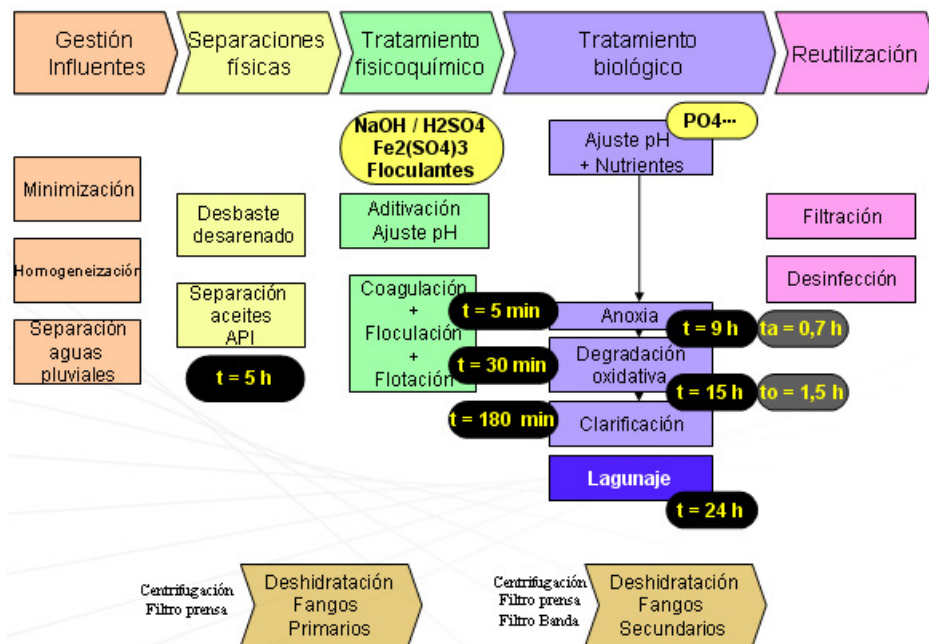 Gestión
Influentes
Separaciones
físicas
Tratamiento
fisicoquímico
Tratamiento
biológico
Reutilización
NaOH / H2SO4
Fe2(SO4)3
Floculantes
PO4---
Ajuste pH
+ Nutrientes
Minimización
Homogeneización
Separación
aguas
pluviales
Desbaste
desarenado
Separación
aceites
API
t = 5 h
Aditivación
Ajuste pH
Coagulación
+
Floculación
+
Flotación
t = 5 min
t = 30 min
t = 180 min
Anoxia
t = 9 h
ta = 0,7 h
Degradación
oxidativa
t = 15 h
to = 1,5 h
Clarificación
Lagunaje
t = 24 h
Filtración
Desinfección
Centrifugación
Filtro prensa
Deshidratación
Fangos
Primarios
Centrifugación
Filtro prensa
Filtro Banda
Deshidratación
Fangos
Secundarios